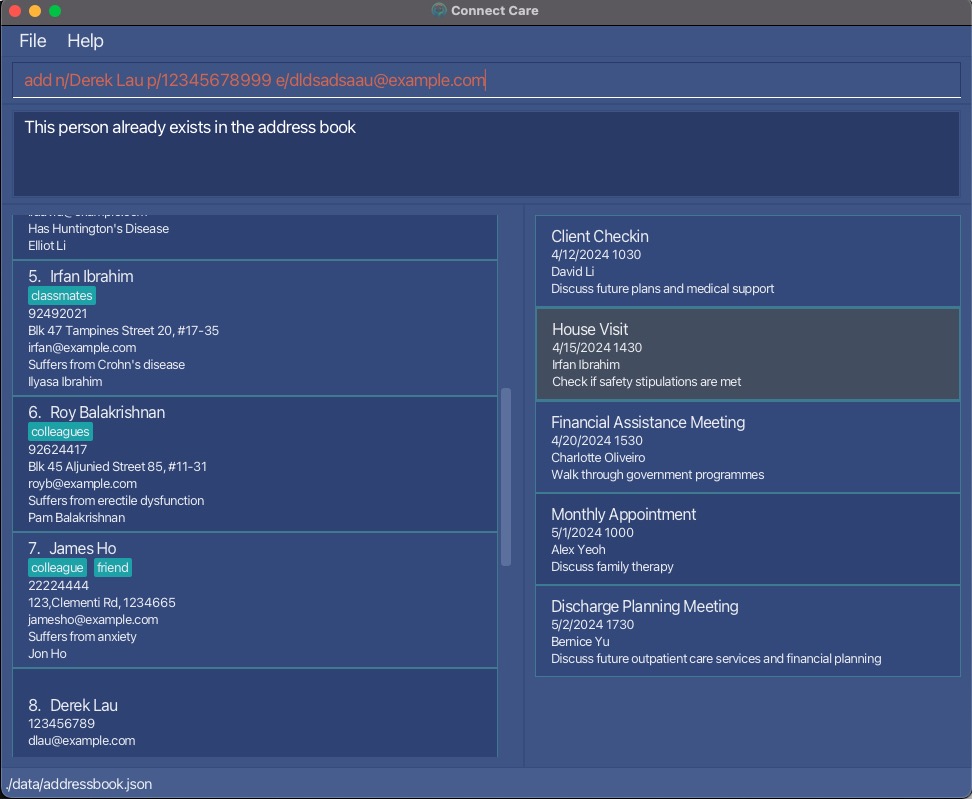 Connect Care
File Help
add n/Derek Lau p/12345678999 e/dldsadsaau@example.com
This person already exists in the address book
Has Huntington's Disease
Elliot Li
5. Irfan Ibrahim
classmates
92492021
Blk 47 Tampines Street 20, #17-35
irfan@example.com
Suffers from Crohn's disease
Ilyasa Ibrahim
6. Roy Balakrishnan
colleagues
92624417
Blk 45 Aljunied Street 85, #11-31
royb@example.com
Suffers from erectile dysfunction
Pam Balakrishnan
7. James Ho
colleague friend
22224444
123,Clementi Rd, 1234665
jamesho@example.com
Suffers from anxiety
Jon Ho
8. Derek Lau
123456789
dlau@example.com
Client Checkin
4/12/2024 1030
David Li
Discuss future plans and medical support
House Visit
4/15/2024 1430
Irfan Ibrahim
Check if safety stipulations are met
Financial Assistance Meeting
4/20/2024 1530
Charlotte Oliveiro
Walk through government programmes
Monthly Appointment
5/1/2024 1000
Alex Yeoh
Discuss family therapy
Discharge Planning Meeting
5/2/2024 1730
Bernice Yu
Discuss future outpatient care services and financial planning
./data/addressbook.json